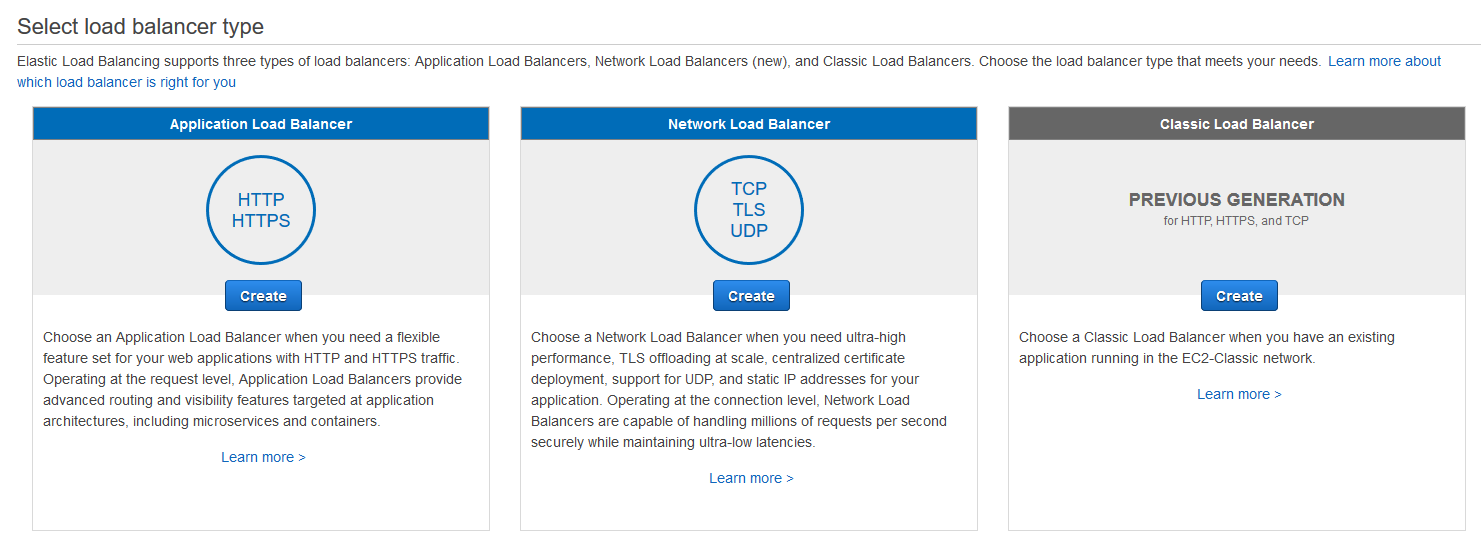 Select load balancer type
Elastic Load Balancing supports three types of load balancers: Application Load Balancers, Network Load Balancers (new), and Classic Load Balancers. Choose the load balancer type that meets your needs. Learn more about
which load balancer is right for you
Application Load Balancer
HTTP
HTTPS
Create
Choose an Application Load Balancer when you need a flexible
feature set for your web applications with HTTP and HTTPS traffic.
Operating at the request level, Application Load Balancers provide
advanced routing and visibility features targeted at application
architectures, including microservices and containers.
Learn more >
Network Load Balancer
TCP
TLS
UDP
Create
Choose a Network Load Balancer when you need ultra-high
performance, TLS offloading at scale, centralized certificate
deployment, support for UDP, and static IP addresses for your
application. Operating at the connection level, Network Load
Balancers are capable of handling millions of requests per second
securely while maintaining ultra-low latencies.
Learn more >
Classic Load Balancer
PREVIOUS GENERATION
for HTTP, HTTPS, and TCP
Create
Choose a Classic Load Balancer when you have an existing
application running in the EC2-Classic network.
Learn more >